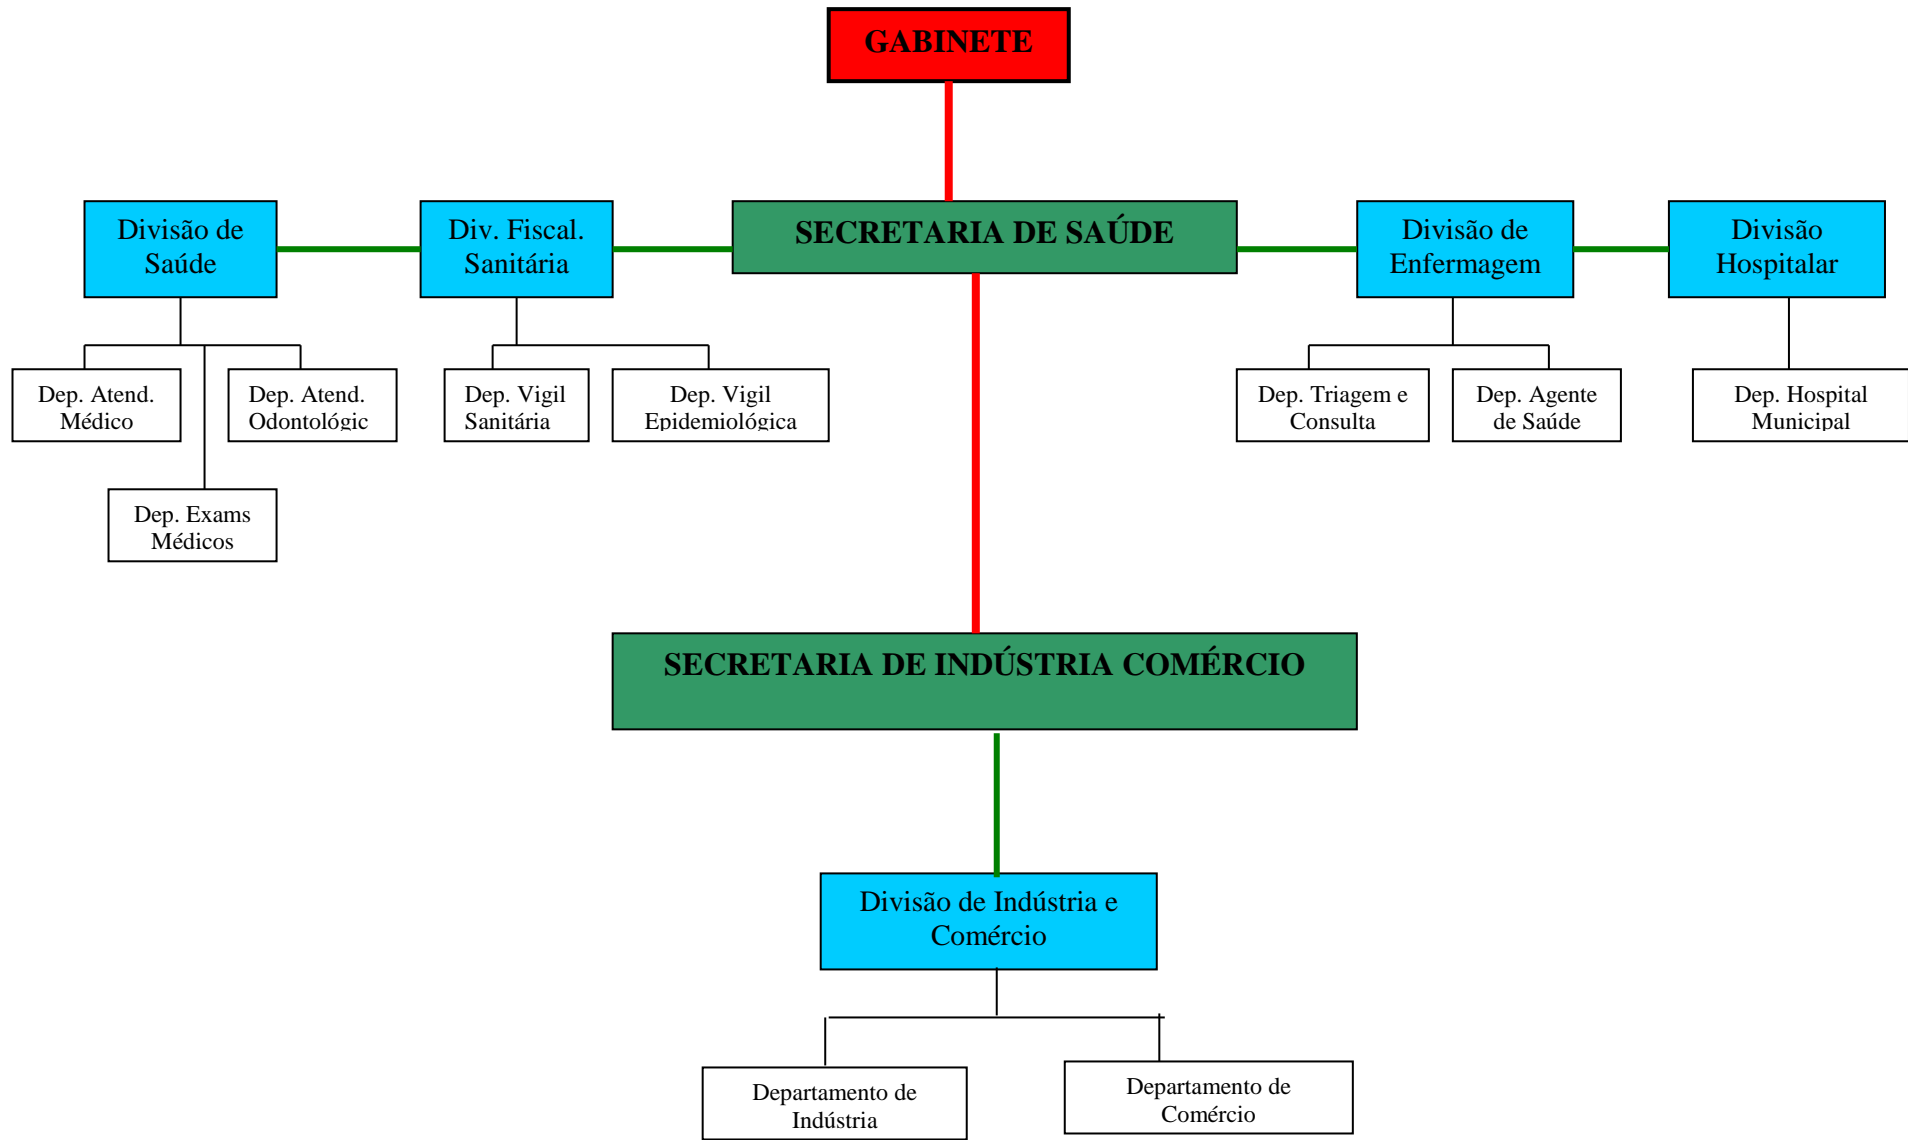 GABINETE
Divisão de
Saúde
Div. Fiscal.
Sanitária
SECRETARIA DE SAÚDE
Divisão de
Enfermagem
Divisão
Hospitalar
Dep. Atend.
Médico
Dep. Atend.
Odontológic
Dep. Vigil
Sanitária
Dep. Vigil
Epidemiológica
Dep. Triagem e
Consulta
Dep. Agente
de Saúde
Dep. Hospital
Municipal
Dep. Exams
Médicos
SECRETARIA DE INDÚSTRIA COMÉRCIO
Divisão de Indústria e
Comércio
Departamento de
Indústria
Departamento de
Comércio